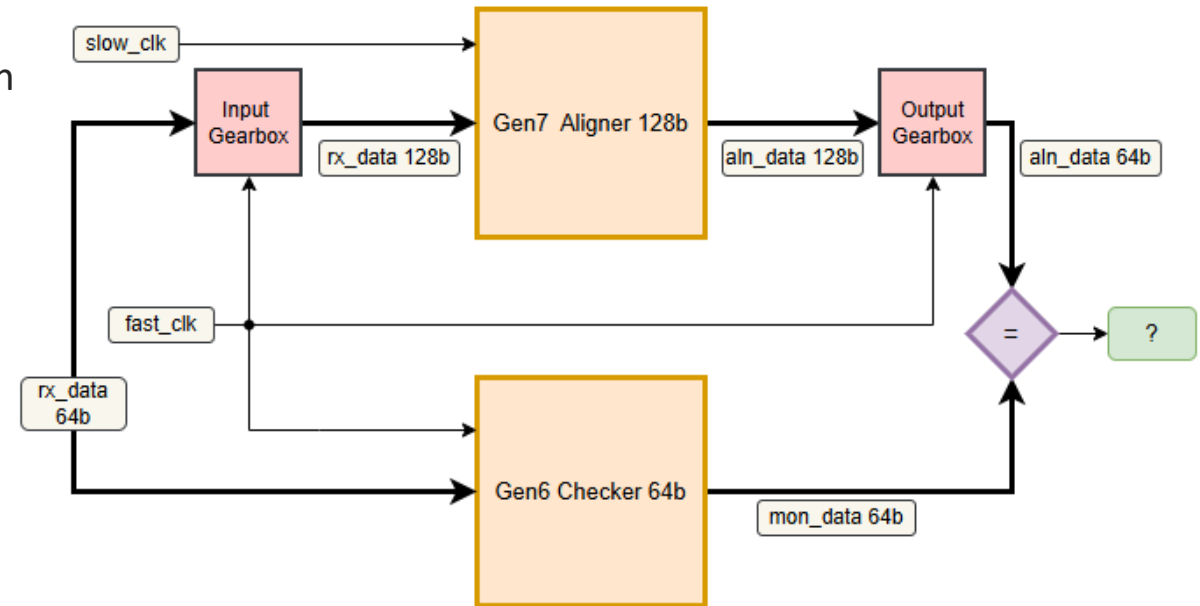 slow_clk
n
Input
Gearbox
rx_data 128b
Gen7 Aligner 128b
aln_data 128b
Output
Gearbox
aln_data 64b
fast_clk
=
?
rx_data
64b
Gen6 Checker 64b
mon_data 64b